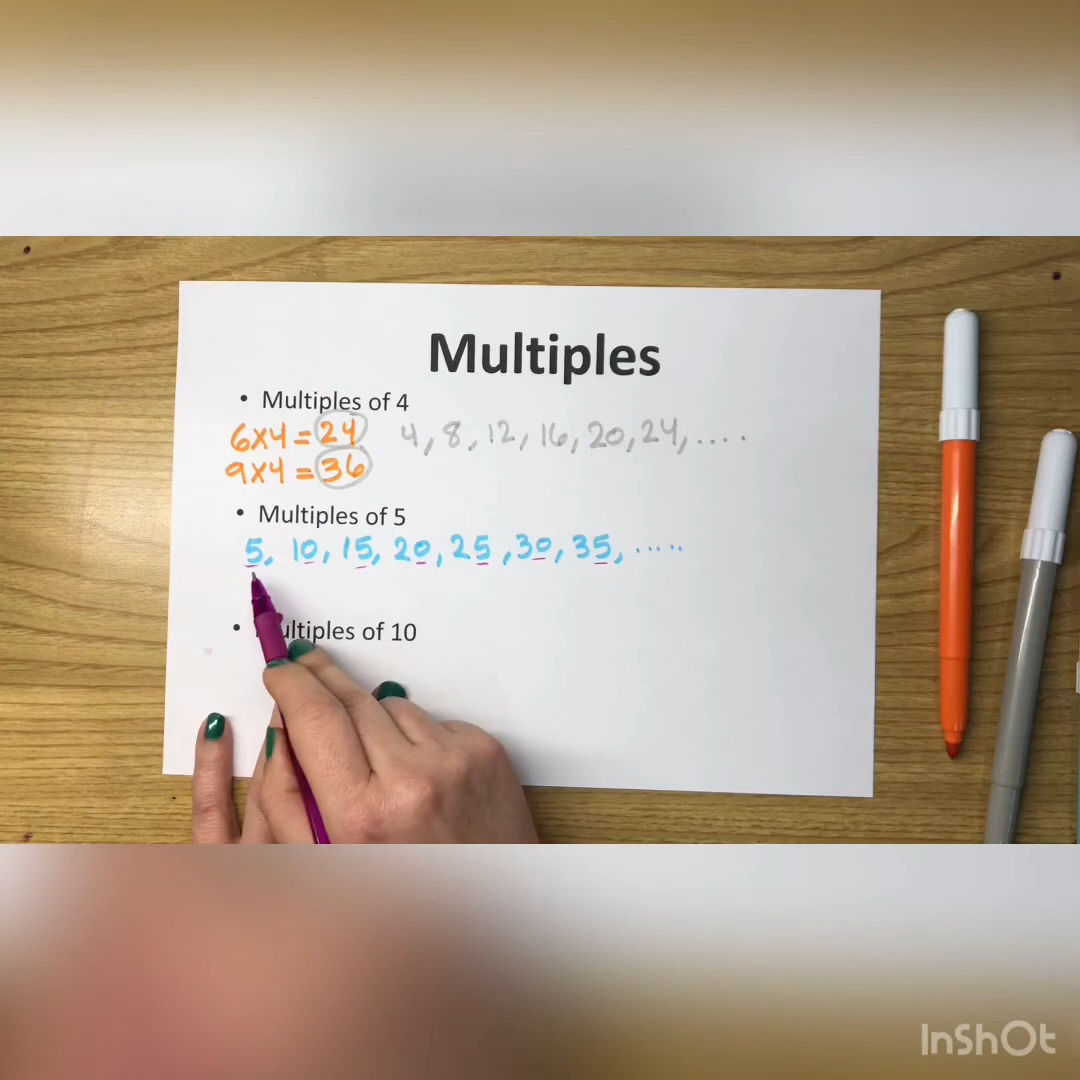 Multiples
• Multiples of 4
6x4 = 24 4, 8, 12, 16, 20, 24, ....
9x4 = 36
• Multiples of 5
5, 10, 15, 20, 25, 30, 35, .....
• Multiples of 10
InShOt